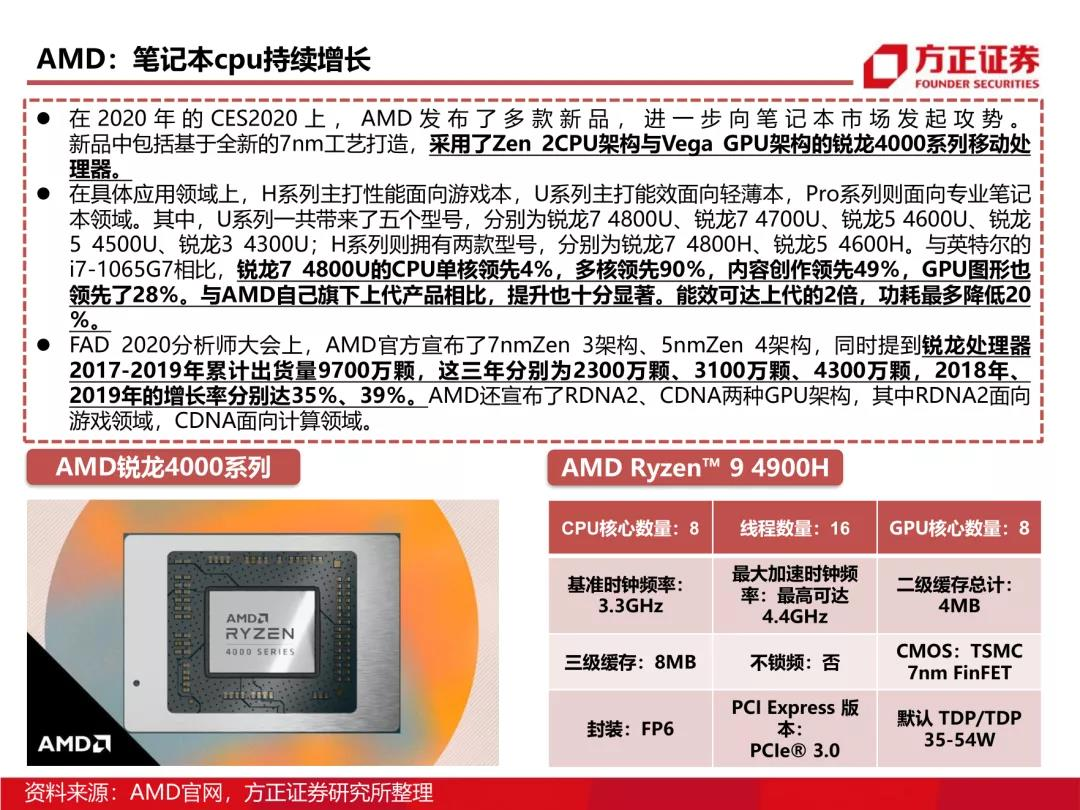 AMD：笔记本cpu持续增长
方正证券
FOUNDER SECURITIES
● 在2020年的CES2020上，AMD发布了多款新品，进一步向笔记本市场发起攻势。
新品中包括基于全新的7nm工艺打造，采用了Zen 2CPU架构与Vega GPU架构的锐龙4000系列移动处
理器。
● 在具体应用领域上，H系列主打性能面向游戏本，U系列主打能效面向轻薄本，Pro系列则面向专业笔记
本领域。其中，U系列一共带来了五个型号，分别为锐龙7 4800U、锐龙7 4700U、锐龙5 4600U、锐龙
5 4500U、锐龙3 4300U；H系列则拥有两款型号，分别为锐龙7 4800H、锐龙5 4600H。与英特尔的
i7-1065G7相比，锐龙7 4800U的CPU单核领先4%，多核领先90%，内容创作领先49%，GPU图形也
领先了28%。与AMD自己旗下上代产品相比，提升也十分显著。能效可达上代的2倍，功耗最多降低20
%。
● FAD 2020分析师大会上，AMD官方宣布了7nmZen 3架构、5nmZen 4架构，同时提到锐龙处理器
2017-2019年累计出货量9700万颗，这三年分别为2300万颗、3100万颗、4300万颗，2018年、
2019年的增长率分别达35%、39%。AMD还宣布了RDNA2、CDNA两种GPU架构，其中RDNA2面向
游戏领域，CDNA面向计算领域。
AMD锐龙4000系列
AMD
RYZEN
4000 SERIES
AMD
AMD Ryzen™ 9 4900H
CPU核心数量：8
线程数量：16
GPU核心数量：8
基准时钟频率：
3.3GHz
最大加速时钟频
率：最高可达
4.4GHz
二级缓存总计：
4MB
三级缓存：8MB
不锁频：否
CMOS：TSMC
7nm FinFET
封装：FP6
PCI Express 版
本：
PCIe® 3.0
默认 TDP/TDP
35-54W
资料来源：AMD官网，方正证券研究所整理